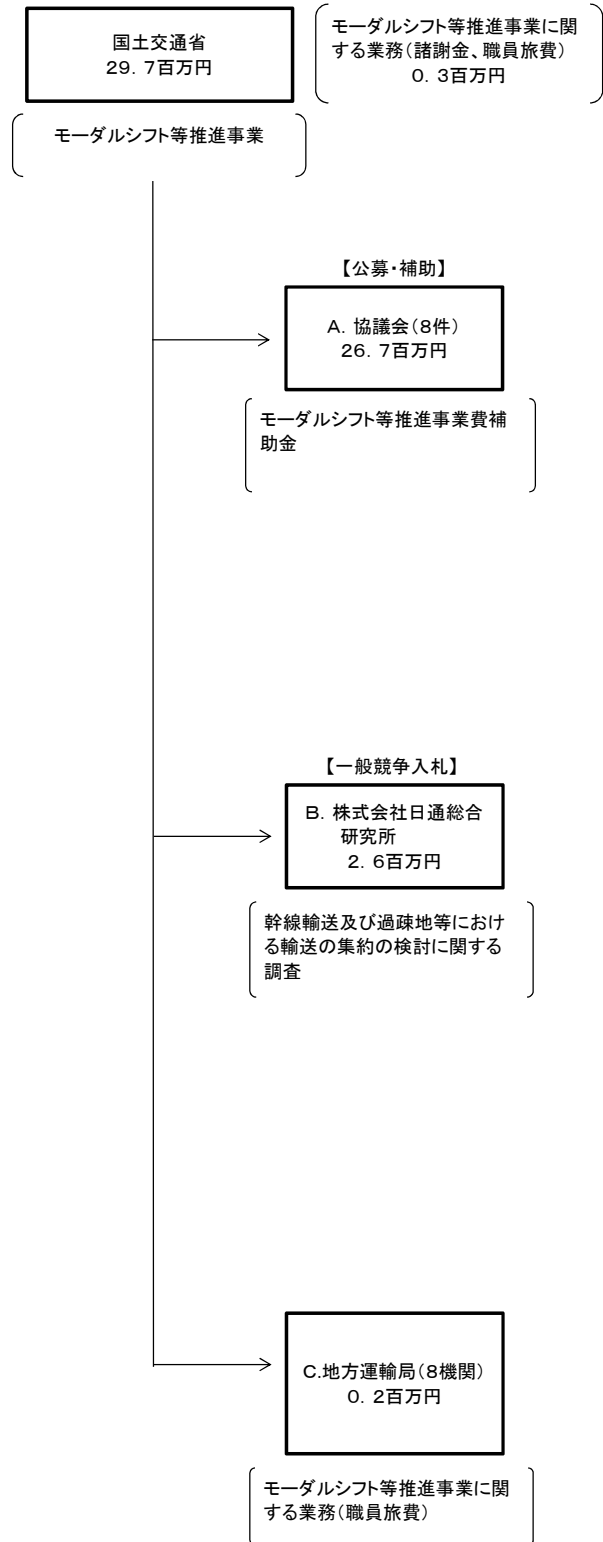 国土交通省
29．7百万円
モーダルシフト等推進事業に関
する業務（諸謝金、職員旅費）
0．3百万円
モーダルシフト等推進事業
【公募・補助】
A．協議会（8件）
26．7百万円
モーダルシフト等推進事業費補
助金
【一般競争入札】
B．株式会社日通総合
研究所
2．6百万円
幹線輸送及び過疎地等におけ
る輸送の集約の検討に関する
調査
C.地方運輸局（8機関）
0．2百万円
モーダルシフト等推進事業に関
する業務（職員旅費）